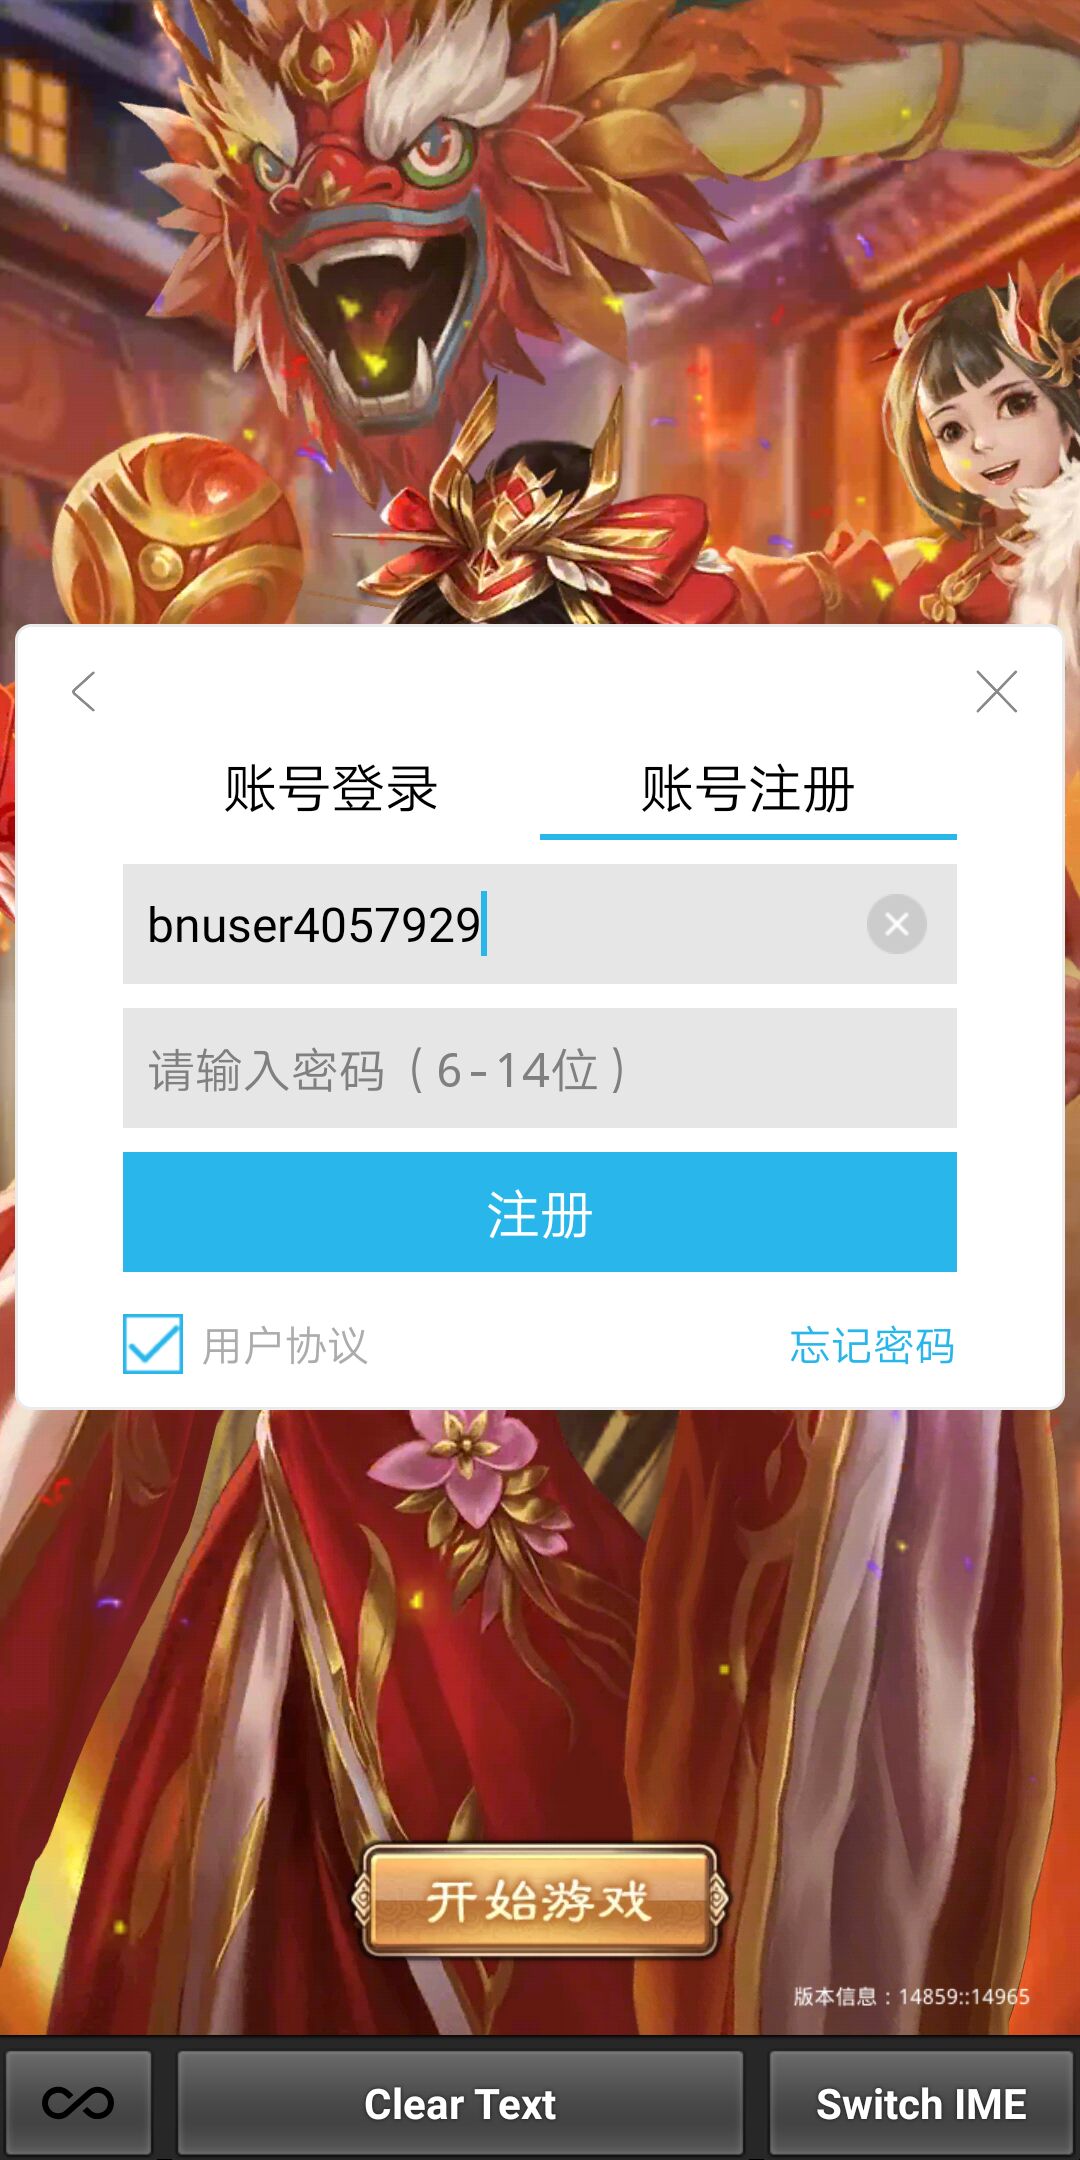 账号登录 账号注册
bnuser4057929
请输入密码（6-14位）
注册
用户协议 忘记密码
开始游戏
版本信息：14859::14965
Clear Text Switch IME